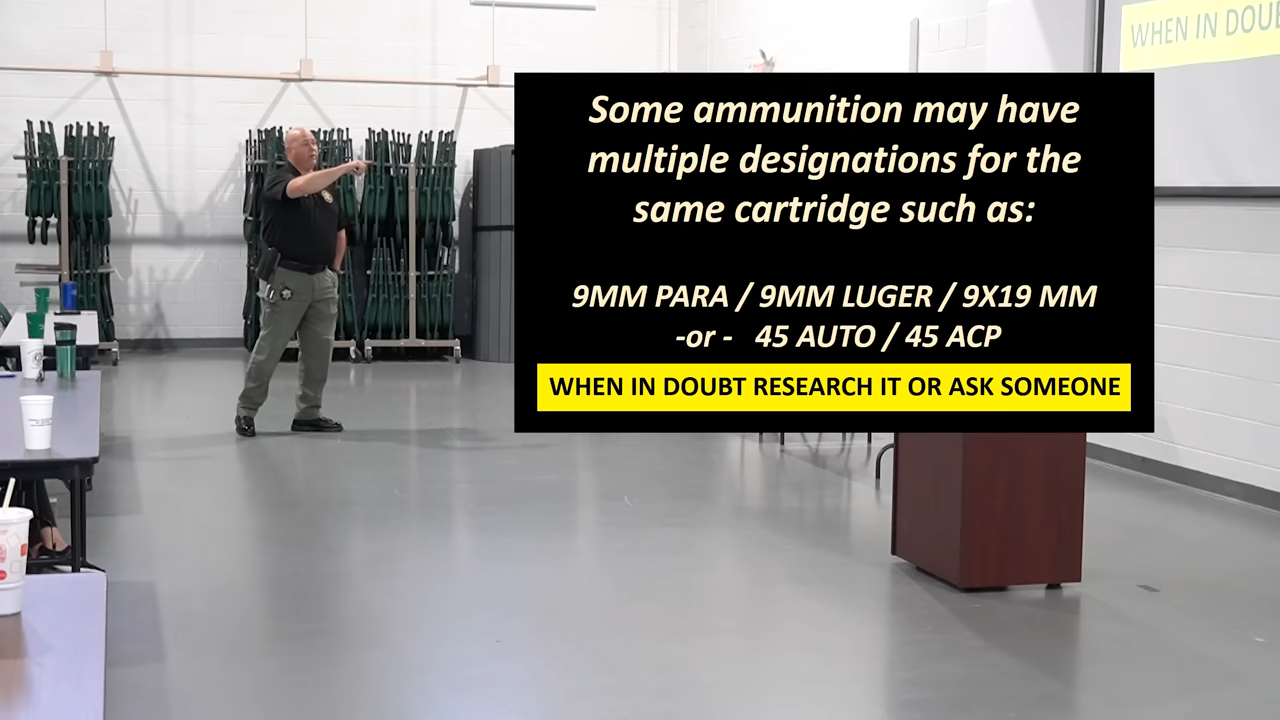 WHEN IN DOUB
Some ammunition may have
multiple designations for the
same cartridge such as:
9MM PARA / 9MM LUGER / 9X19 MM
-or - 45 AUTO / 45 ACP
WHEN IN DOUBT RESEARCH IT OR ASK SOMEONE